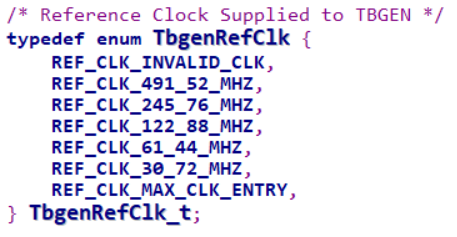 /* Reference Clock Supplied to TBGEN */
typedef enum TbgenRefClk {
REF_CLK_INVALID_CLK,
REF_CLK_491_52_MHZ,
REF_CLK_245_76_MHZ,
REF_CLK_122_88_MHZ,
REF_CLK_61_44_MHZ,
REF_CLK_30_72_MHZ,
REF_CLK_MAX_CLK_ENTRY,
} TbgenRefClk_t;